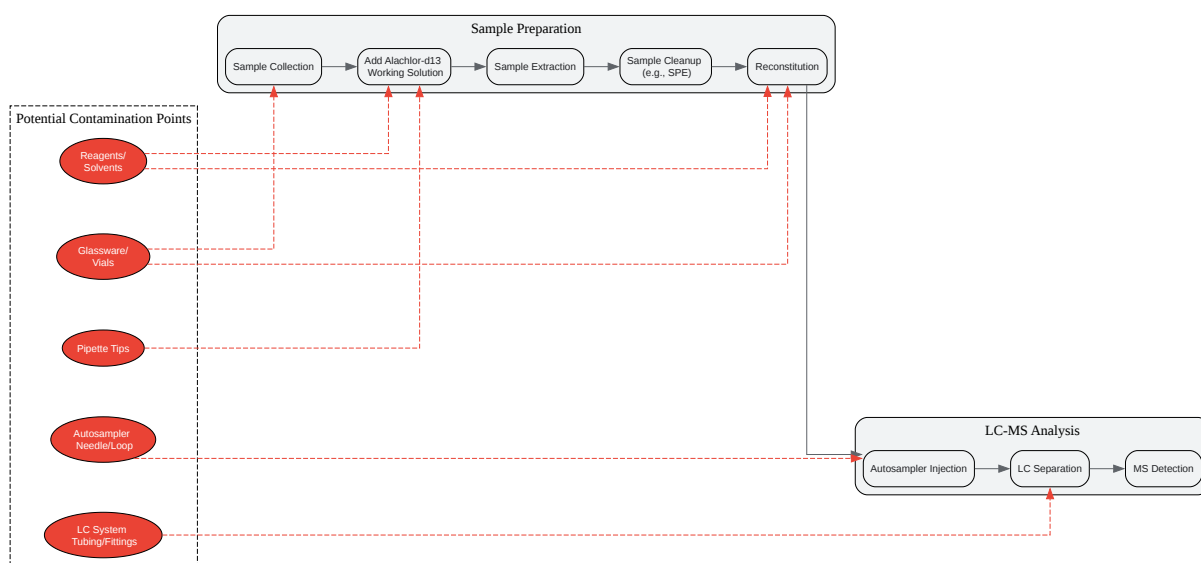 Sample Preparation
Sample Collection
Add Alachlor-d13
Working Solution
Sample Extraction
Sample Cleanup
(e.g., SPE)
Reconstitution
Potential Contamination Points
Reagents/
Solvents
Glassware/
Vials
Pipette Tips
Autosampler
Needle/Loop
LC System
Tubing/Fittings
LC-MS Analysis
Autosampler Injection
LC Separation
MS Detection